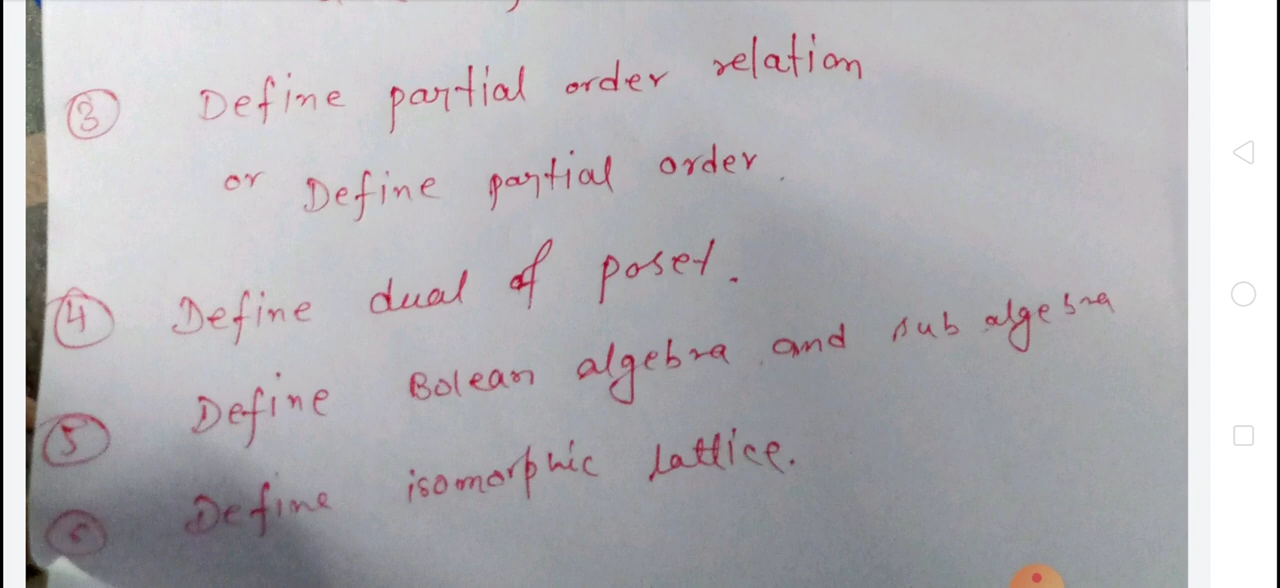 3 Define partial order relation
or Define partial order.
4 Define dual of poset.
5 Define Bolean algebra and sub algebra
6 Define isomorphic lattice.